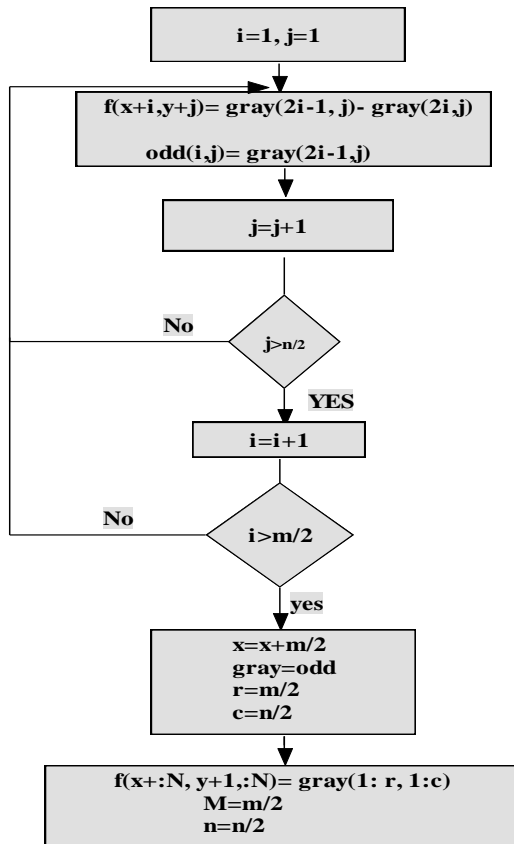 i=1, j=1
f(x+i,y+j)= gray(2i-1, j)- gray(2i,j)
odd(i,j)= gray(2i-1,j)
j=j+1
No
j>n/2
YES
i=i+1
No
i>m/2
yes
x=x+m/2
gray=odd
r=m/2
c=n/2
f(x+:N, y+1,:N)= gray(1: r, 1:c)
M=m/2
n=n/2